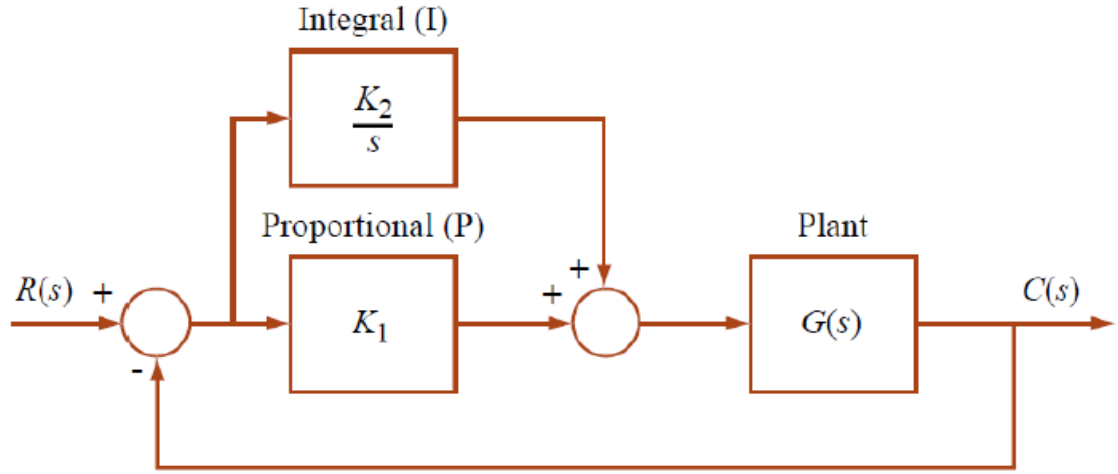 Integral (I)
K₂
s
Proportional (P)
Plant
R(s) +
+
+
C(s)
K₁
G(s)
-